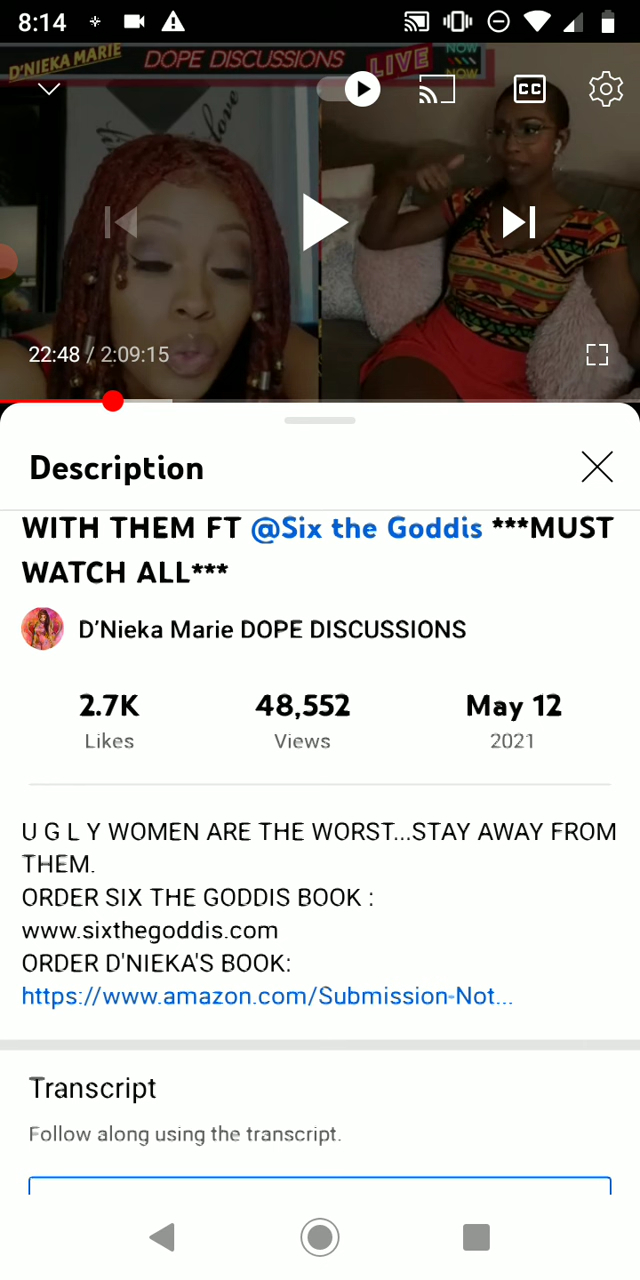 8:14
D'NIEKA MARIE
DOPE DISCUSSIONS
LIVE
NOW
NOW
CC
love
22:48 / 2:09:15
Description
WITH THEM FT @Six the Goddis ***MUST
WATCH ALL***
D'Nieka Marie DOPE DISCUSSIONS
2.7K 48,552 May 12
Likes Views 2021
U G L Y WOMEN ARE THE WORST...STAY AWAY FROM
THEM.
ORDER SIX THE GODDIS BOOK :
www.sixthegoddis.com
ORDER D'NIEKA'S BOOK:
https://www.amazon.com/Submission-Not...
Transcript
Follow along using the transcript.